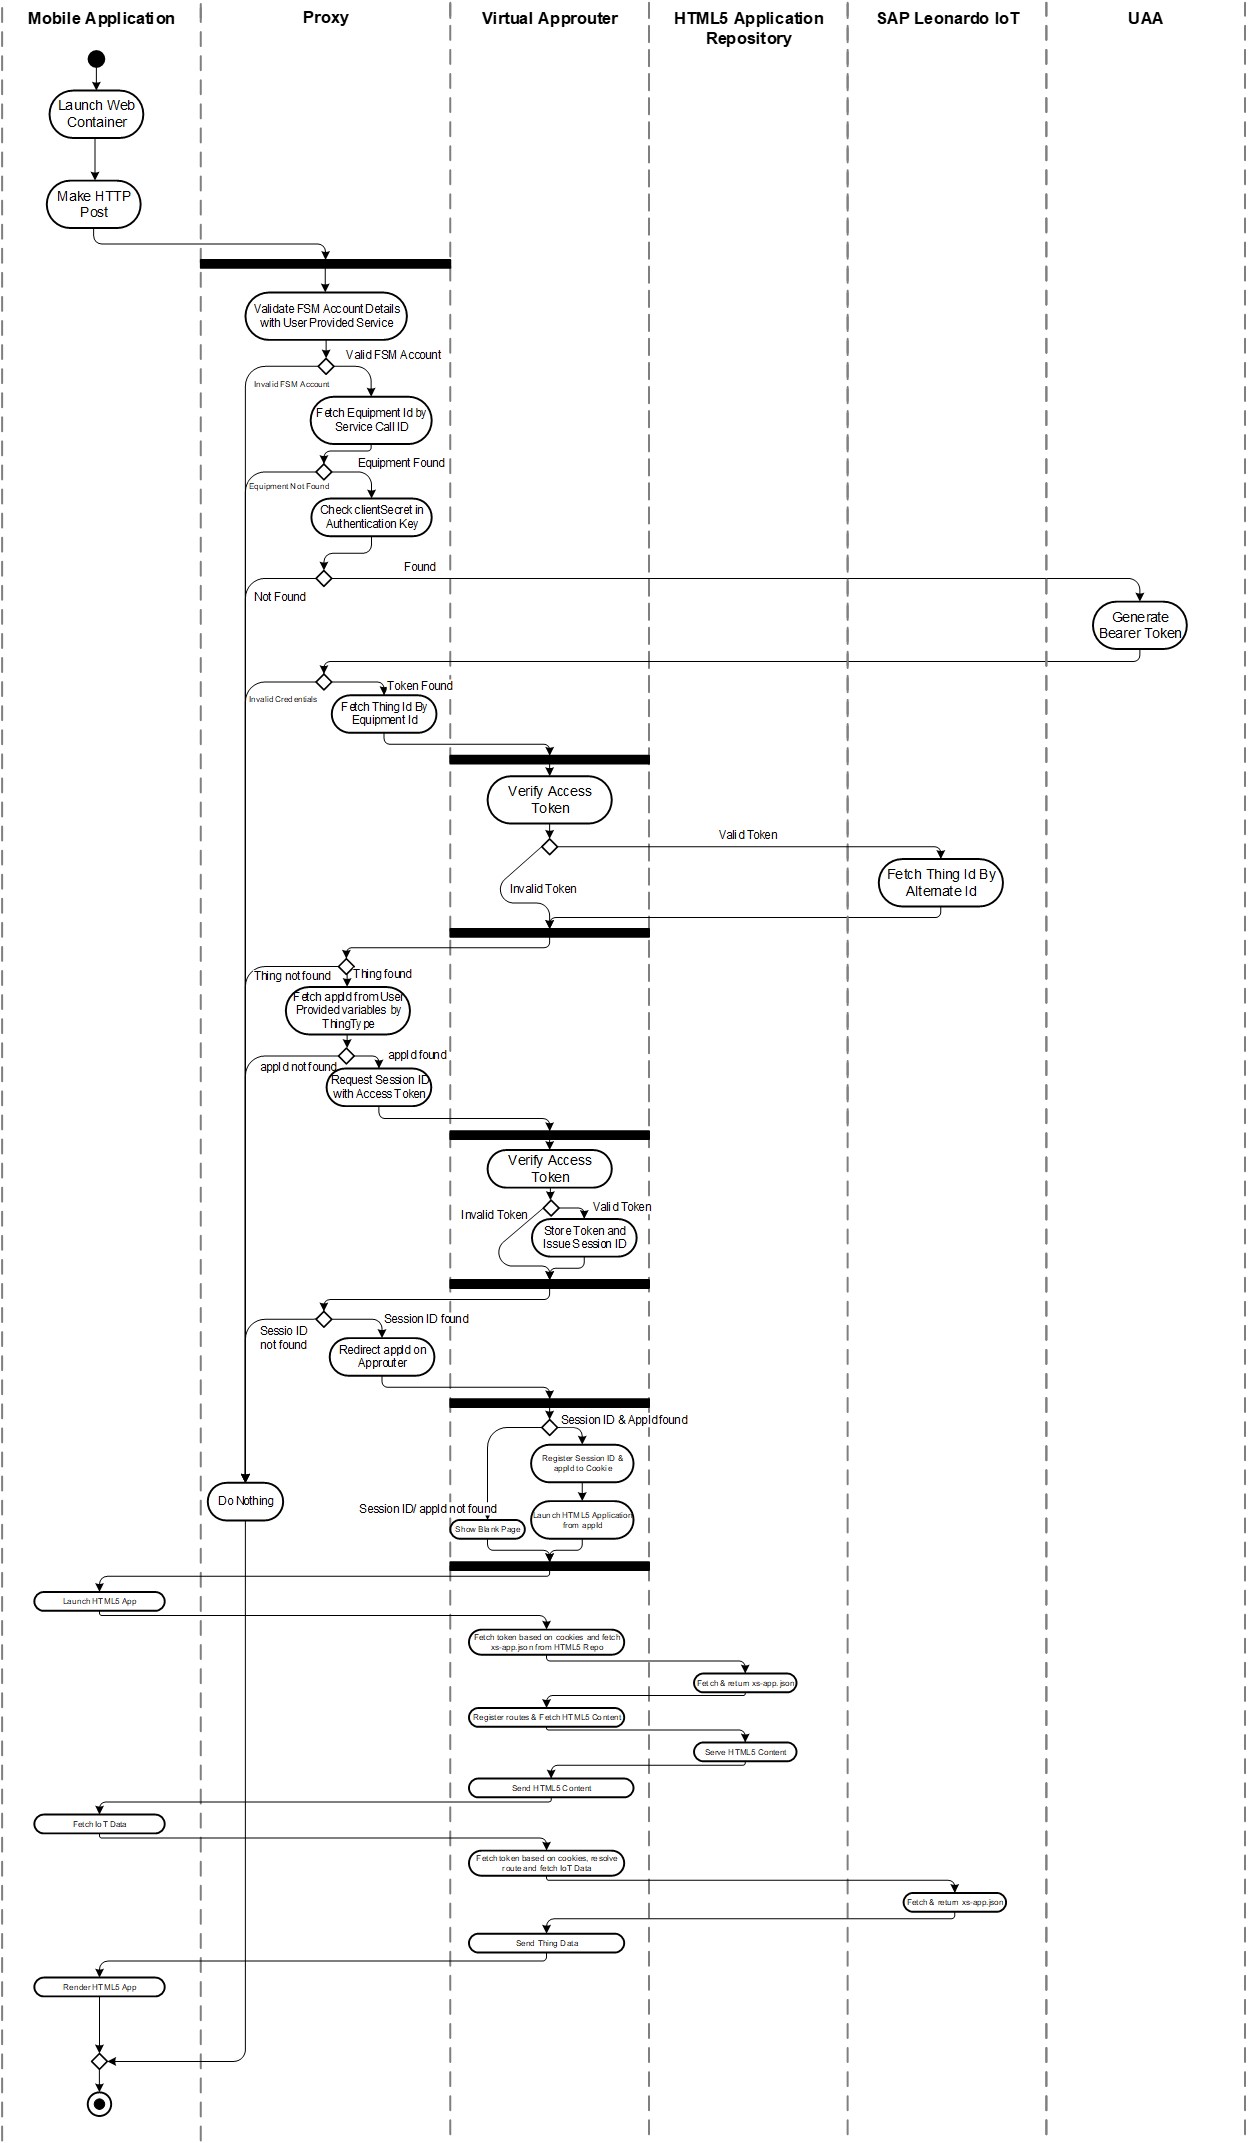 Mobile Application
Proxy
Virtual Approuter
HTML5 Application
Repository
SAP Leonardo IoT
UAA
Launch Web
Container
Make HTTP
Post
Validate FSM Account Details
with User Provided Service
Valid FSM Account
Invalid FSM Account
Fetch Equipment Id by
Service Call ID
Equipment Found
Equipment Not Found
Check clientSecret in
Authentication Key
Found
Not Found
Generate
Bearer Token
Token Found
Invalid Credentials
Fetch Thing Id By
Equipment Id
Verify Access
Token
Valid Token
Fetch Thing Id By
Alternate Id
Invalid Token
Thing not found
Thing found
Fetch appId from User
Provided variables by
ThingType
appId found
appId not found
Request Session ID
with Access Token
Verify Access
Token
Valid Token
Invalid Token
Store Token and
Issue Session ID
Session ID found
Sessio ID
not found
Redirect appId on
Approuter
Session ID & AppId found
Register Session ID &
appId to Cookie
Do Nothing
Session ID/ appId not found
Launch HTML5 Application
from appId
Show Blank Page
Launch HTML5 App
Fetch token based on cookies and fetch
xs-app.json from HTML5 Repo
Fetch & return xs-app.json
Register routes & Fetch HTML5 Content
Serve HTML5 Content
Send HTML5 Content
Fetch IoT Data
Fetch token based on cookies, resolve
route and fetch IoT Data
Fetch & return xs-app.json
Send Thing Data
Render HTML5 App